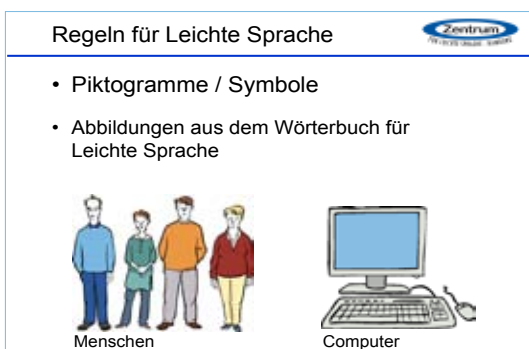 Regeln für Leichte Sprache
Zentrum
• Piktogramme / Symbole
• Abbildungen aus dem Wörterbuch für
Leichte Sprache
Menschen
Computer